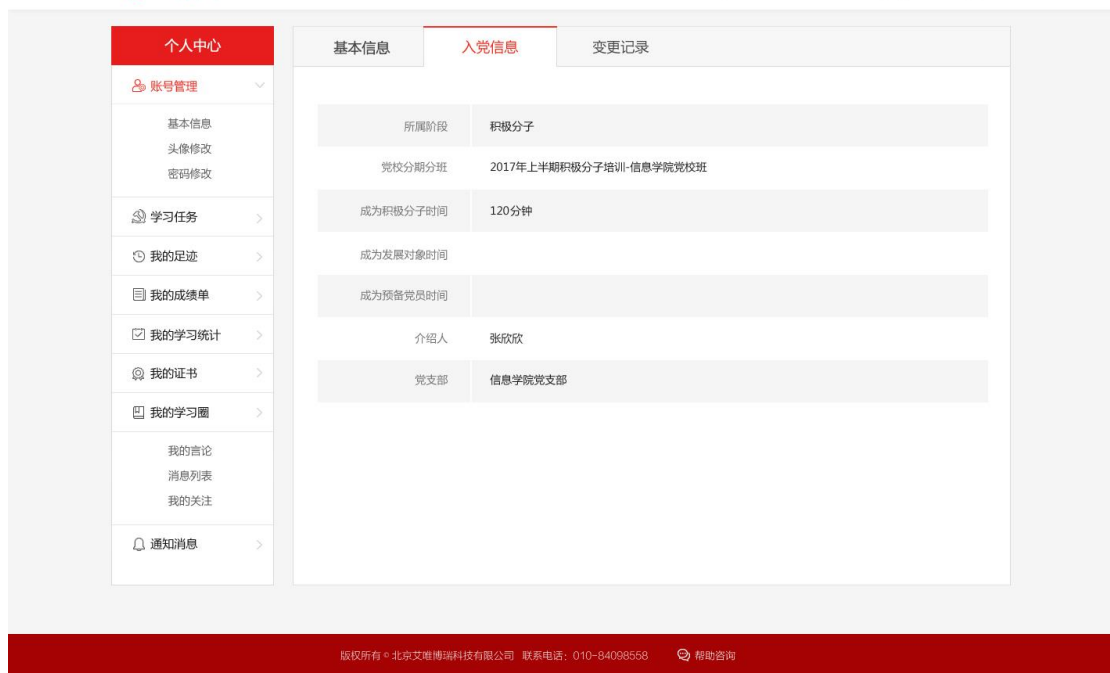 个人中心
账号管理
基本信息
头像修改
密码修改
学习任务
我的足迹
我的成绩单
我的学习统计
我的证书
我的学习圈
我的言论
消息列表
我的关注
通知消息
基本信息 入党信息 变更记录
所属阶段 积极分子
党校分期分班 2017年上半期积极分子培训-信息学院党校班
成为积极分子时间 120分钟
成为发展对象时间
成为预备党员时间
介绍人 张欣欣
党支部 信息学院党支部
版权所有©北京艾唯博瑞科技有限公司 联系电话：010-84098558 帮助咨询